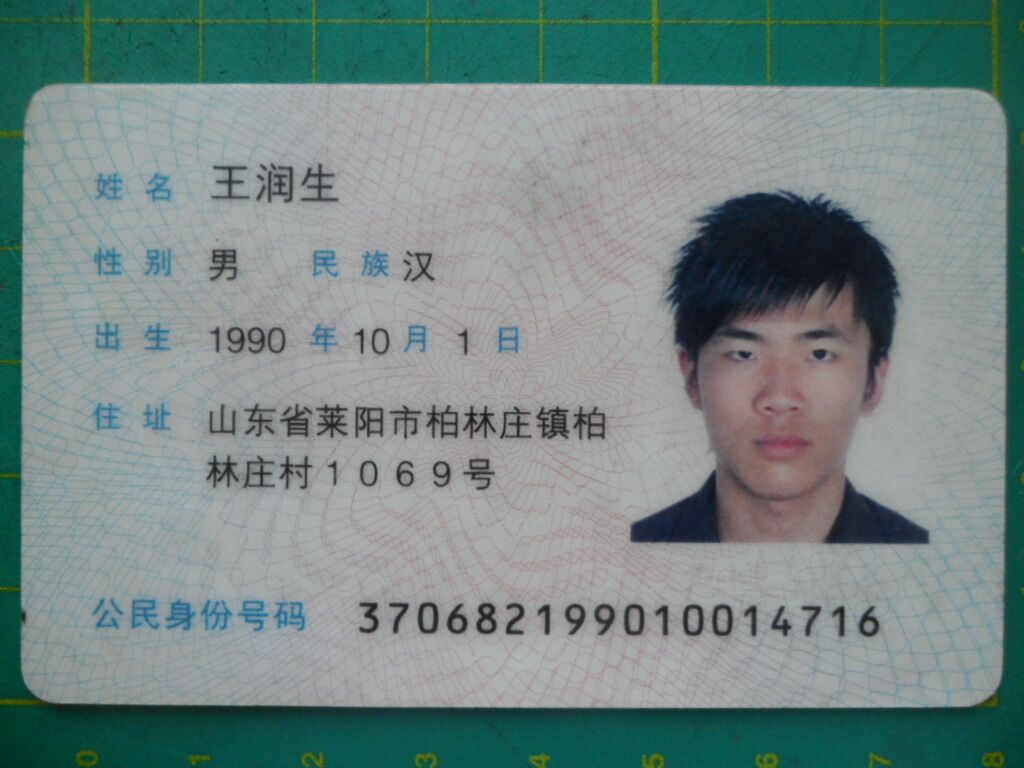 姓名 王润生
性别 男 民族 汉
出生 1990 年 10 月 1 日
住址 山东省莱阳市柏林庄镇柏
林庄村1069号
公民身份号码 370682199010014716
0 1 2 3 4 5 6 7 8